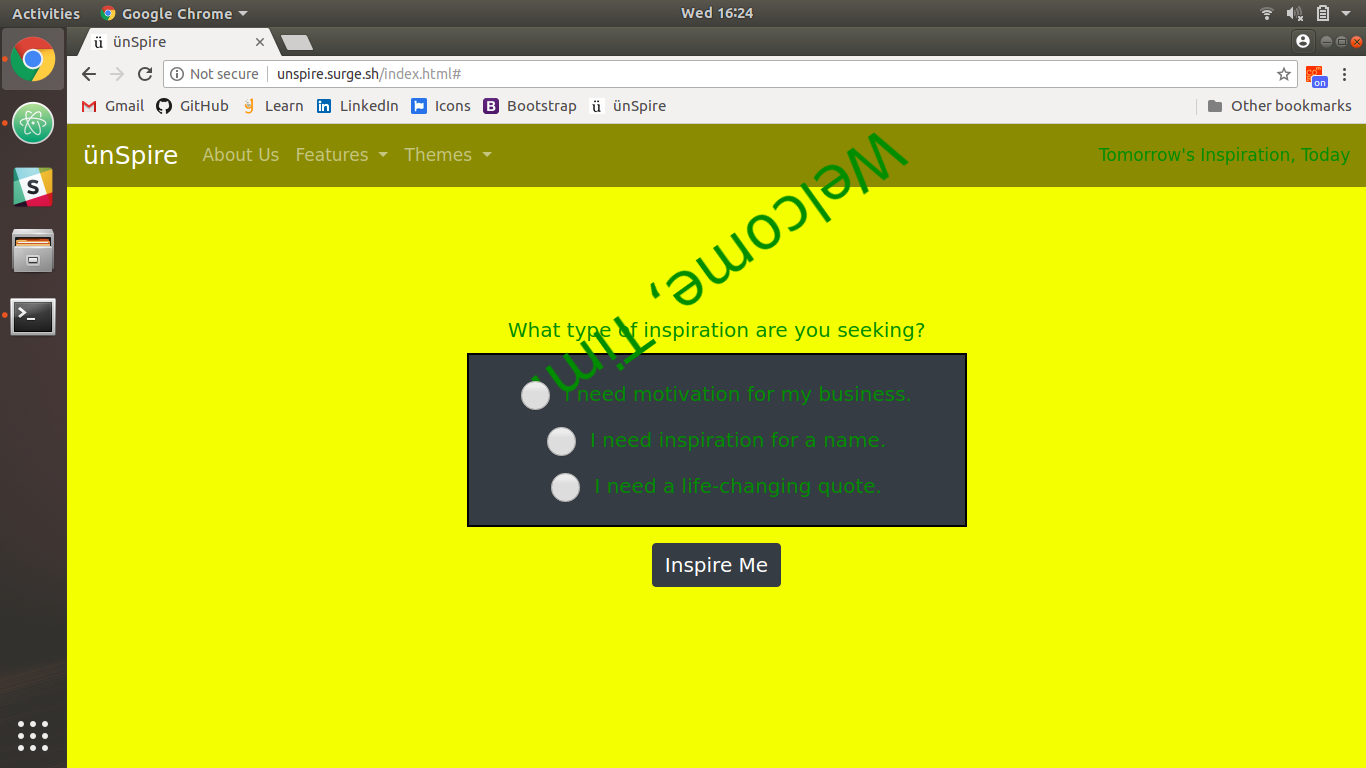 Activities Google Chrome Wed 16:24
ü ünSpire
Not secure unspire.surge.sh/index.html#
on
Gmail GitHub Learn LinkedIn Icons B Bootstrap ü ünSpire Other bookmarks
ünSpire About Us Features Themes Tomorrow's Inspiration, Today
Welcome, Tim!
What type of inspiration are you seeking?
I need motivation for my business.
I need inspiration for a name.
I need a life-changing quote.
Inspire Me
S
>_